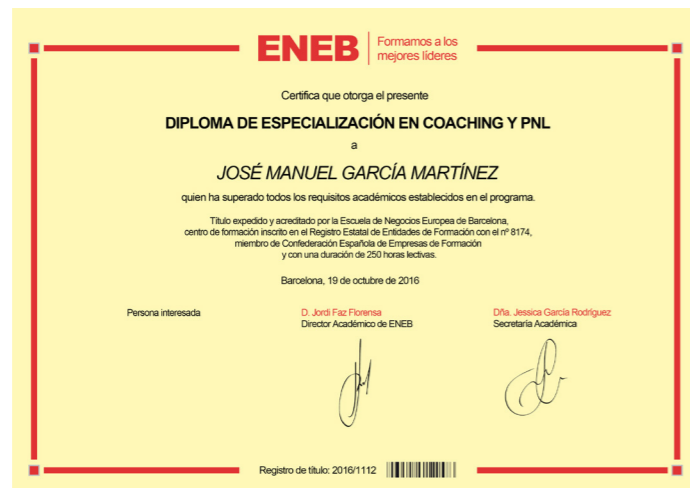 ENEB
Formamos a los
mejores líderes
Certifica que otorga el presente
DIPLOMA DE ESPECIALIZACIÓN EN COACHING Y PNL
a
JOSÉ MANUEL GARCÍA MARTÍNEZ
quien ha superado todos los requisitos académicos establecidos en el programa.
Título expedido y acreditado por la Escuela de Negocios Europea de Barcelona,
centro de formación inscrito en el Registro Estatal de Entidades de Formación con el nº 8174,
miembro de Confederación Española de Empresas de Formación
y con una duración de 250 horas lectivas.
Barcelona, 19 de octubre de 2016
Persona interesada
D. Jordi Faz Florensa
Director Académico de ENEB
Dña. Jessica García Rodríguez
Secretaría Académica
Registro de título: 2016/1112